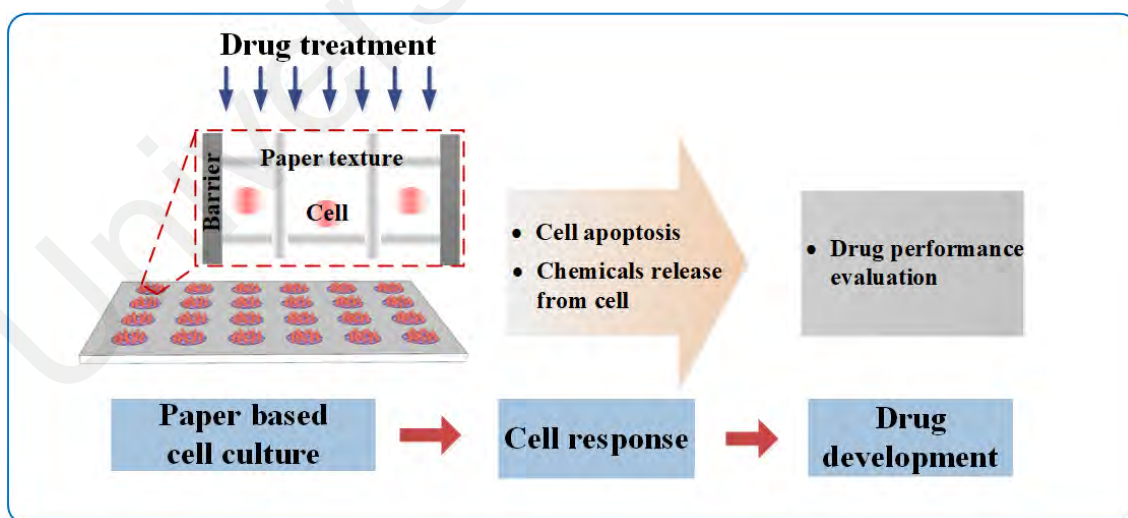 Drug treatment
Barrier
Paper texture
Cell
• Cell apoptosis
• Chemicals release
from cell
• Drug performance
evaluation
Paper based
cell culture
Cell response
Drug
development
Univers